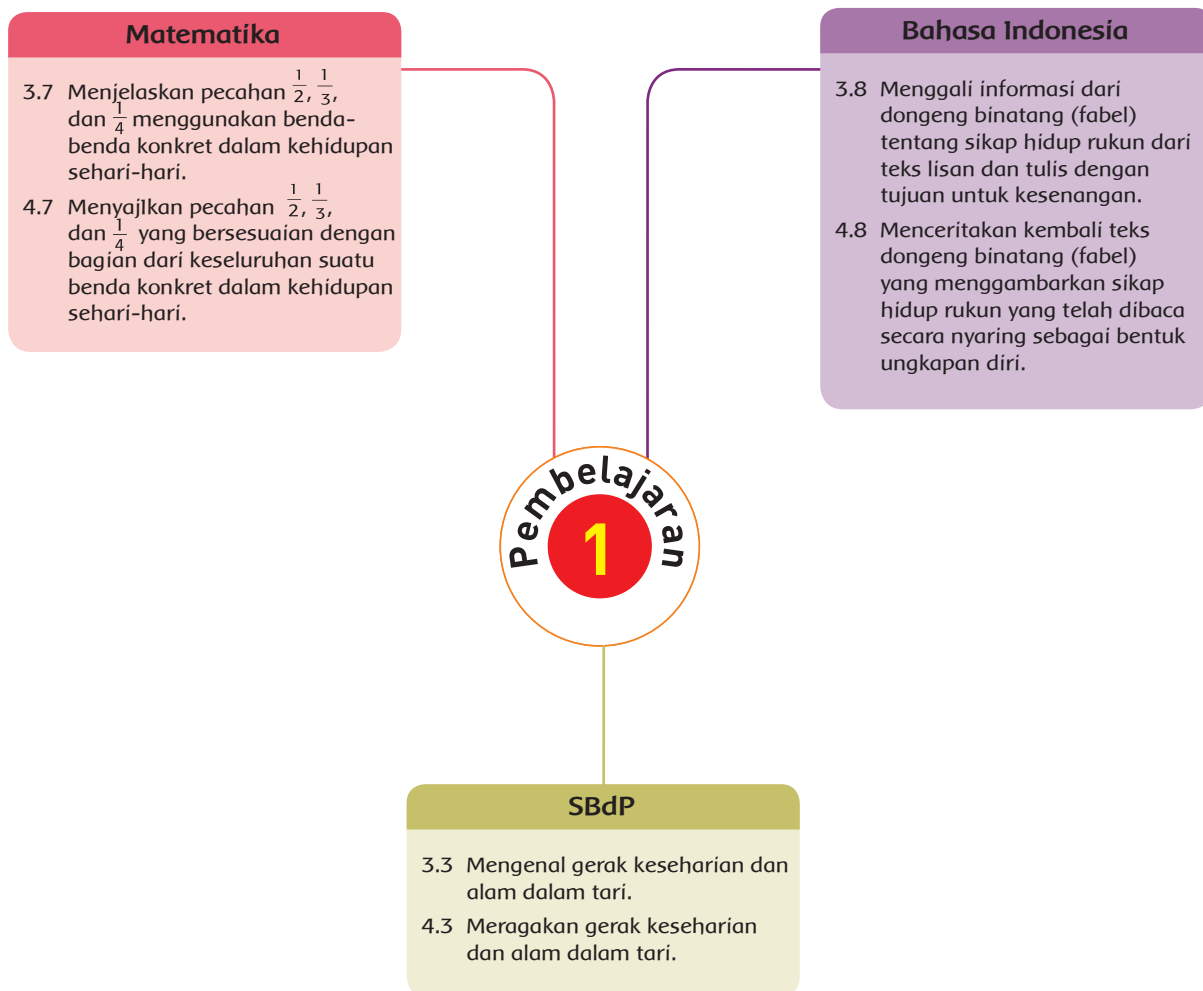 Matematika
3.7 Menjelaskan pecahan 1/2, 1/3,
dan 1/4 menggunakan benda-
benda konkret dalam kehidupan
sehari-hari.
4.7 Menyajikan pecahan 1/2, 1/3,
dan 1/4 yang bersesuaian dengan
bagian dari keseluruhan suatu
benda konkret dalam kehidupan
sehari-hari.
Bahasa Indonesia
3.8 Menggali informasi dari
dongeng binatang (fabel)
tentang sikap hidup rukun dari
teks lisan dan tulis dengan
tujuan untuk kesenangan.
4.8 Menceritakan kembali teks
dongeng binatang (fabel)
yang menggambarkan sikap
hidup rukun yang telah dibaca
secara nyaring sebagai bentuk
ungkapan diri.
Pembelajaran
1
SBdP
3.3 Mengenal gerak keseharian dan
alam dalam tari.
4.3 Meragakan gerak keseharian
dan alam dalam tari.